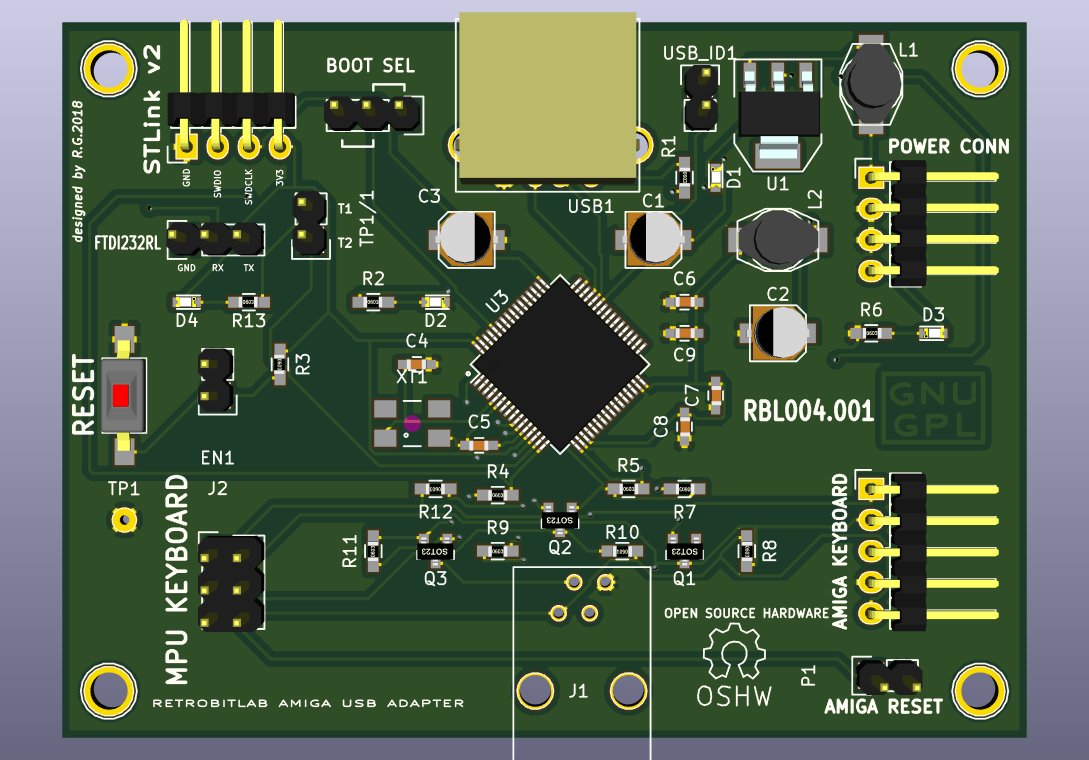 STLink v2
designed by R.G.2018
BOOT SEL
USB_ID1
L1
GND
SWDIO
SWDCLK
3V3
R1
D1
U1
POWER CONN
USB1
C3
C1
L2
T1
T2
TP1/1
FTDI232RL
GND
RX
TX
D4
R13
R2
D2
U3
C6
C9
C2
R6
D3
C4
XT1
R3
RESET
C5
C7
C8
RBL004.001
GNU
GPL
EN1
J2
TP1
MPU KEYBOARD
R4
R12
R5
R7
R11
SOT23
Q3
R9
SOT23
Q2
R10
SOT23
Q1
R8
AMIGA KEYBOARD
OPEN SOURCE HARDWARE
OSHW
J1
P1
AMIGA RESET
RETROBITLAB AMIGA USB ADAPTER